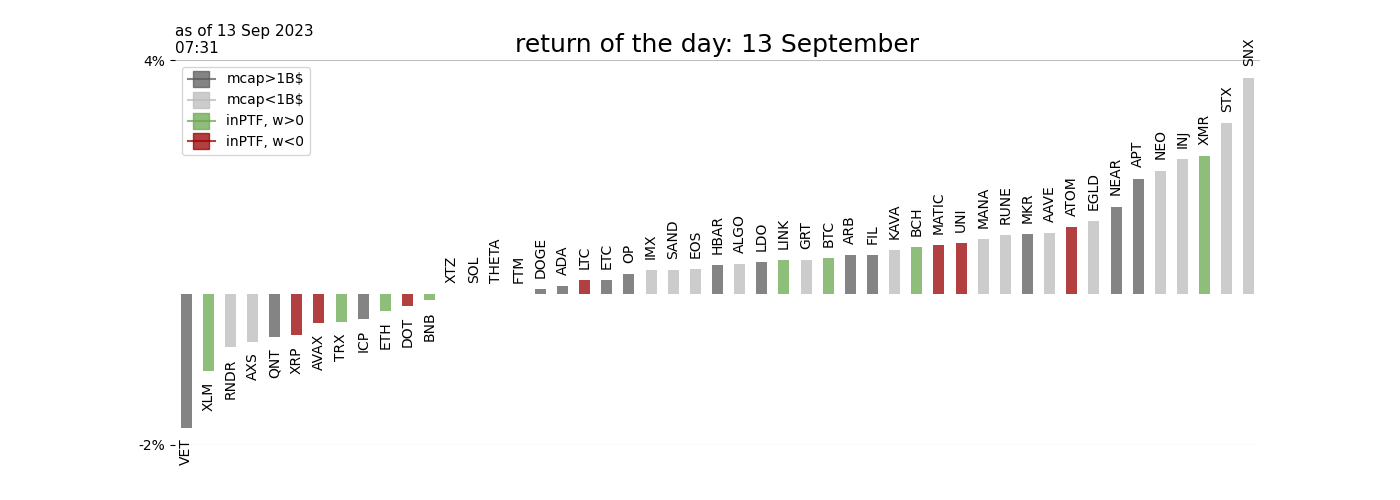 as of 13 Sep 2023
07:31
return of the day: 13 September
4%
mcap>1B$
mcap<1B$
inPTF, w>0
inPTF, w<0
-2%
VET
XLM
RNDR
AXS
QNT
XRP
AVAX
TRX
ICP
ETH
DOT
BNB
XTZ
SOL
THETA
FTM
DOGE
ADA
LTC
ETC
OP
IMX
SAND
EOS
HBAR
ALGO
LDO
LINK
GRT
BTC
ARB
FIL
KAVA
BCH
MATIC
UNI
MANA
RUNE
MKR
AAVE
ATOM
EGLD
NEAR
APT
NEO
INJ
XMR
STX
SNX